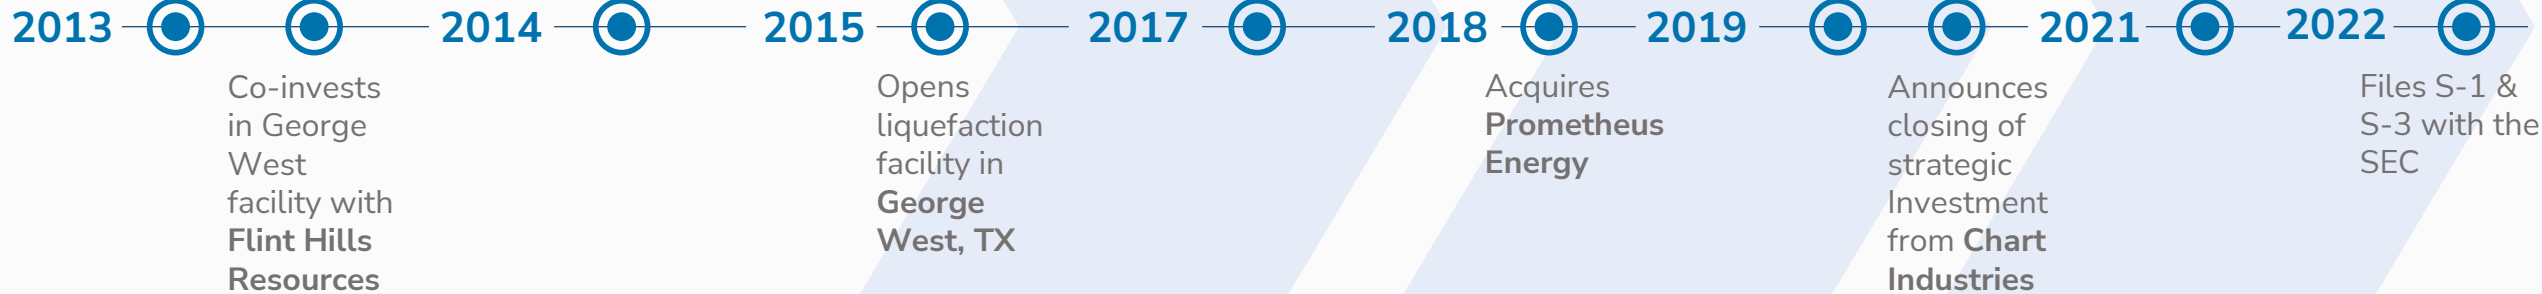 2013 2014 2015 2017 2018 2019 2021 2022
Co-invests
in George
West
facility with
Flint Hills
Resources
Opens
liquefaction
facility in
George
West, TX
Acquires
Prometheus
Energy
Announces
closing of
strategic
Investment
from Chart
Industries
Files S-1 &
S-3 with the
SEC